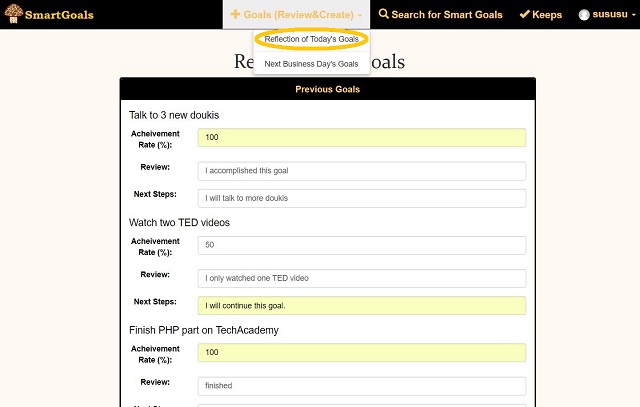 SmartGoals
Goals (Review&Create)
Search for Smart Goals
Keeps
sususu
Reflection of Today's Goals
Next Business Day's Goals
Re
oals
Previous Goals
Talk to 3 new doukis
Acheivement
Rate (%):
100
Review:
I accomplished this goal
Next Steps:
I will talk to more doukis
Watch two TED videos
Acheivement
Rate (%):
50
Review:
I only watched one TED video
Next Steps:
I will continue this goal.
Finish PHP part on TechAcademy
Acheivement
Rate (%):
100
Review:
finished